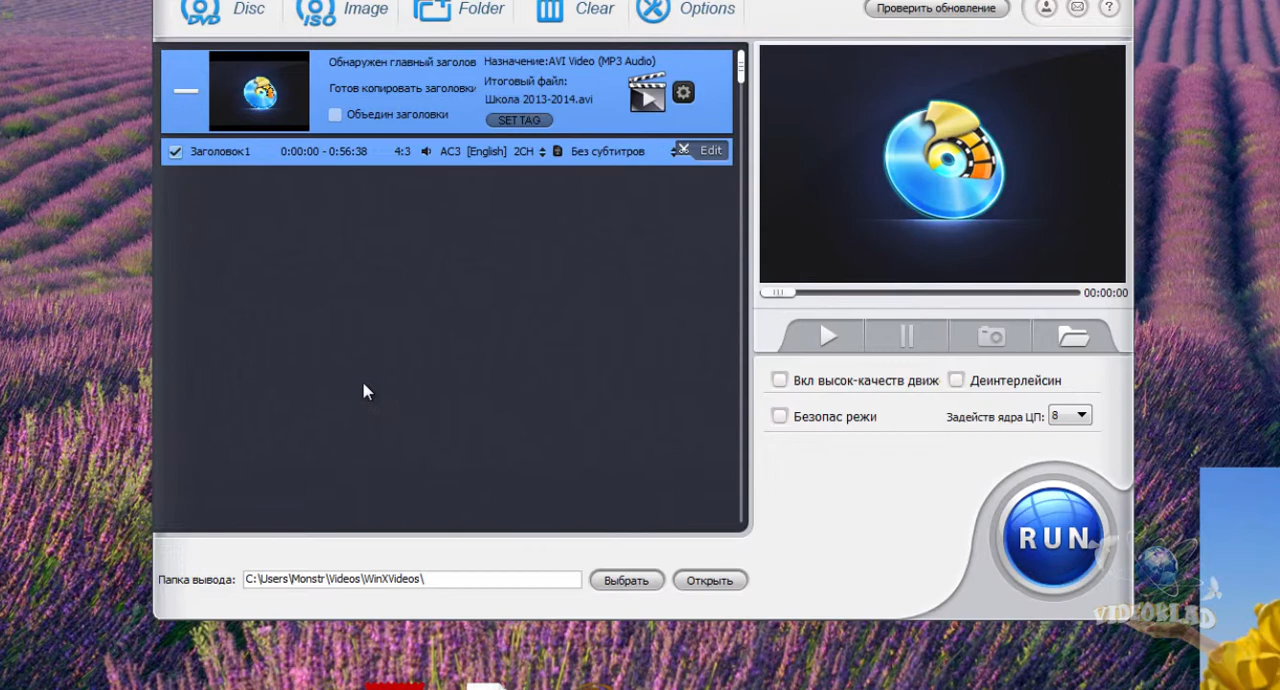 Disc Image Folder Clear Options Проверить обновление
DVD ISO
Обнаружен главный заголов
Готов копировать заголовки
Объедин заголовки
Назначение:AVI Video (MP3 Audio)
Итоговый файл:
Школа 2013-2014.avi
SET TAG
Заголовок1 0:00:00 - 0:56:38 4:3 AC3 [English] 2CH Без субтитров Edit
00:00:00
Вкл высок-качеств движ Деинтерлейсин
Безопас режи Задейств ядра ЦП: 8
RUN
Папка вывода: C:\Users\Monstr\Videos\WinXVideos\ Выбрать Открыть
VIDEOKLAD